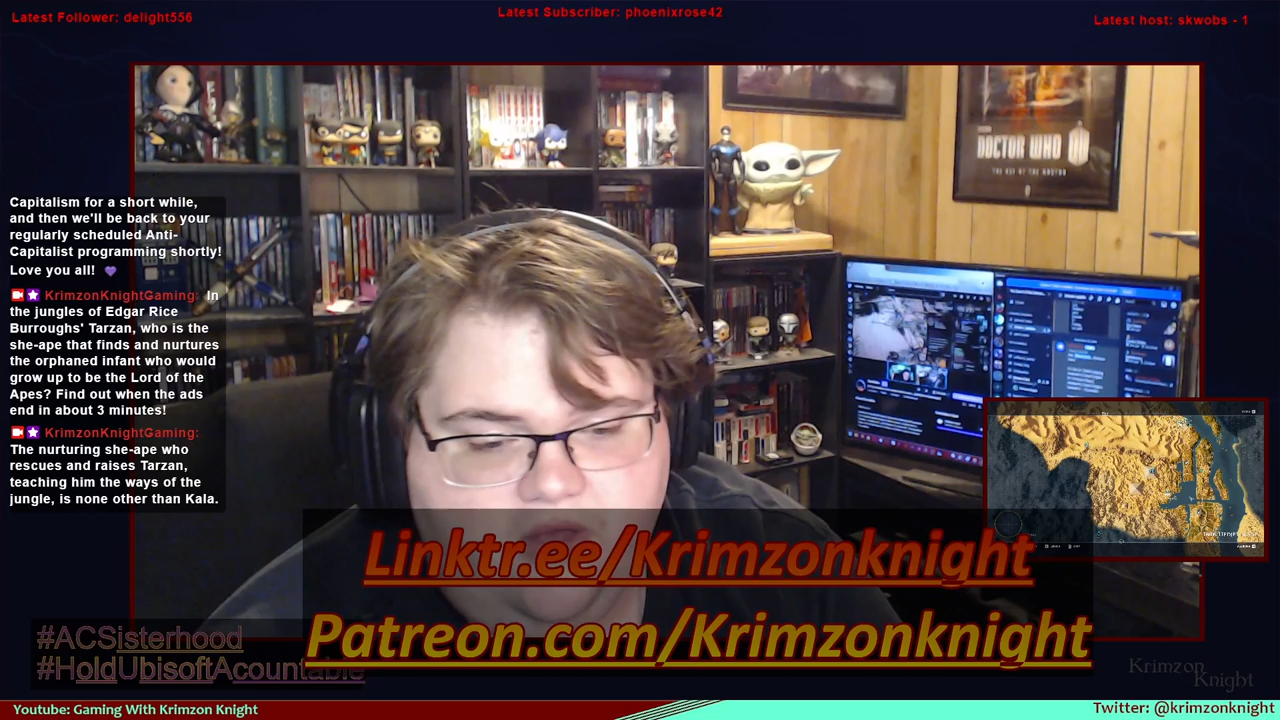 Latest Follower: delight556
Latest Subscriber: phoenixrose42
Latest host: skwobs - 1
DOCTOR WHO
THE DAY OF THE DOCTOR
Capitalism for a short while,
and then we'll be back to your
regularly scheduled Anti-
Capitalist programming shortly!
Love you all!
KrimzonKnightGaming: In
the jungles of Edgar Rice
Burroughs' Tarzan, who is the
she-ape that finds and nurtures
the orphaned infant who would
grow up to be the Lord of the
Apes? Find out when the ads
end in about 3 minutes!
KrimzonKnightGaming:
The nurturing she-ape who
rescues and raises Tarzan,
teaching him the ways of the
jungle, is none other than Kala.
Linktr.ee/Krimzonknight
Patreon.com/Krimzonknight
#ACSisterhood
#HoldUbisoftAcountable
Krimzon
Knight
Youtube: Gaming With Krimzon Knight
Twitter: @krimzonknight